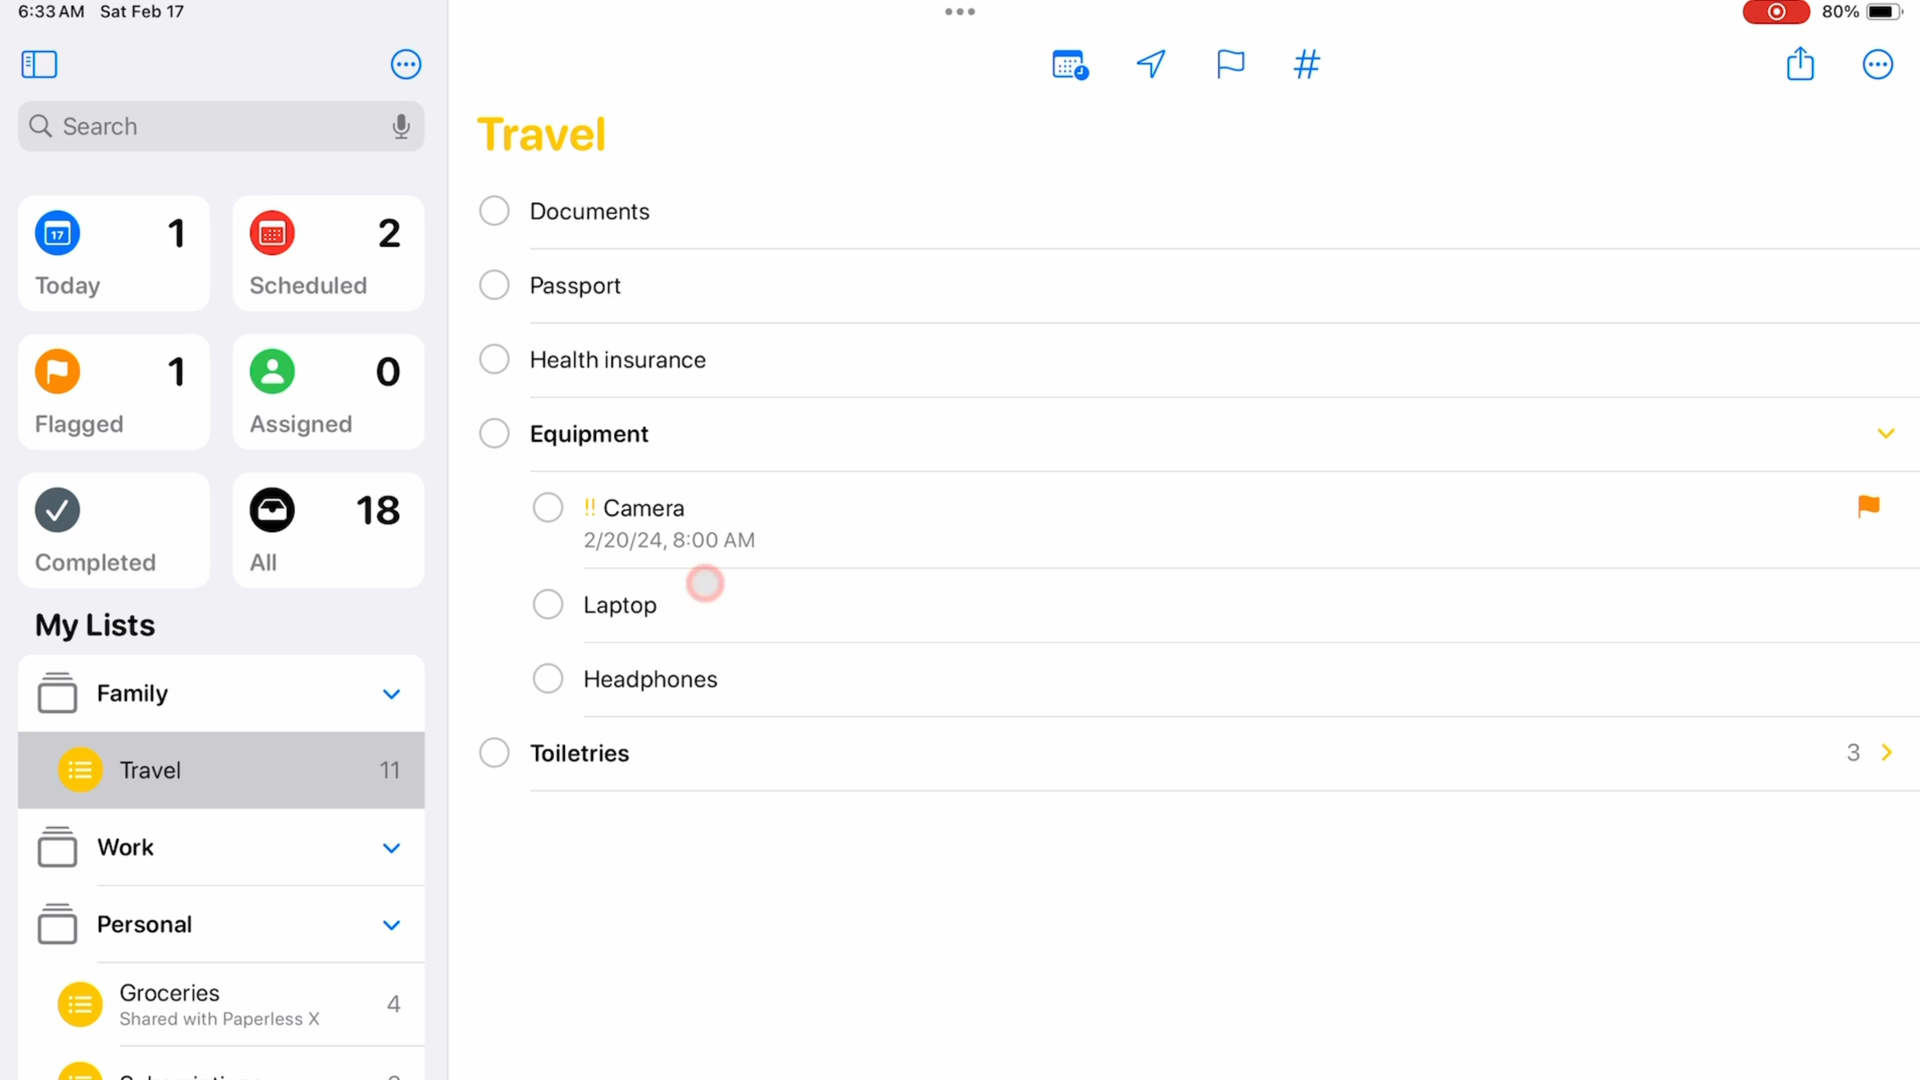 6:33 AM Sat Feb 17
80%
Search
17
1
Today
2
Scheduled
1
Flagged
0
Assigned
Completed
18
All
My Lists
Family
Travel 11
Work
Personal
Groceries
Shared with Paperless X
4
Travel
Documents
Passport
Health insurance
Equipment
!! Camera
2/20/24, 8:00 AM
Laptop
Headphones
Toiletries 3